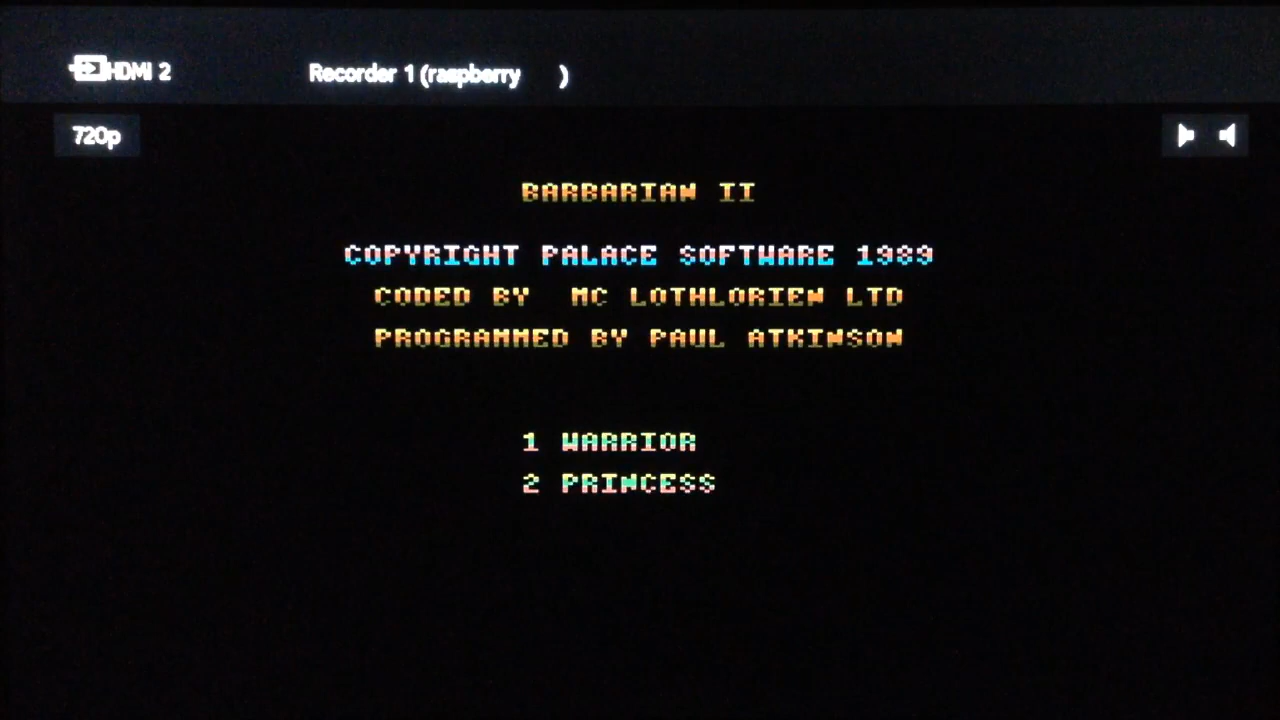 HDMI 2
Recorder 1 (raspberry )
720p
BARBARIAN II
COPYRIGHT PALACE SOFTWARE 1989
CODED BY MC LOTHLORIEN LTD
PROGRAMMED BY PAUL ATKINSON
1 WARRIOR
2 PRINCESS